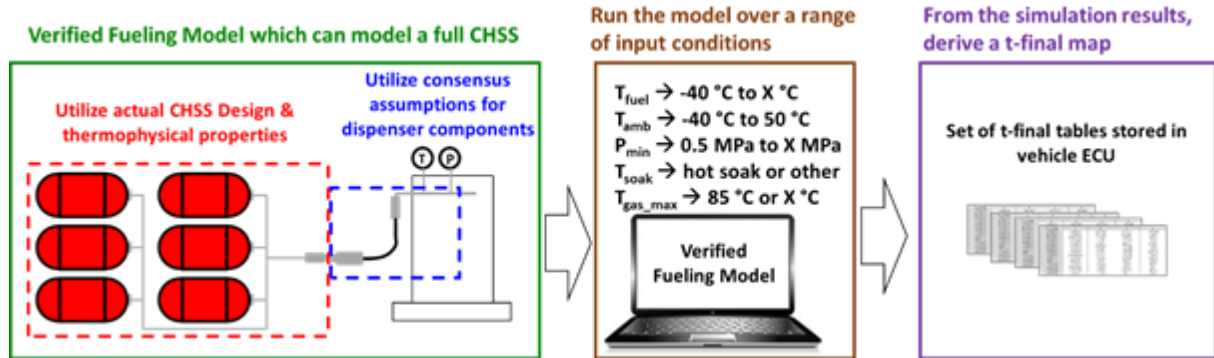 Verified Fueling Model which can model a full CHSS
Utilize actual CHSS Design &
thermophysical properties
Utilize consensus
assumptions for
dispenser components
T P
Run the model over a range
of input conditions
Tfuel → -40 °C to X °C
Tamb → -40 °C to 50 °C
Pmin → 0.5 MPa to X MPa
Tsoak → hot soak or other
Tgas_max → 85 °C or X °C
Verified
Fueling Model
From the simulation results,
derive a t-final map
Set of t-final tables stored in
vehicle ECU